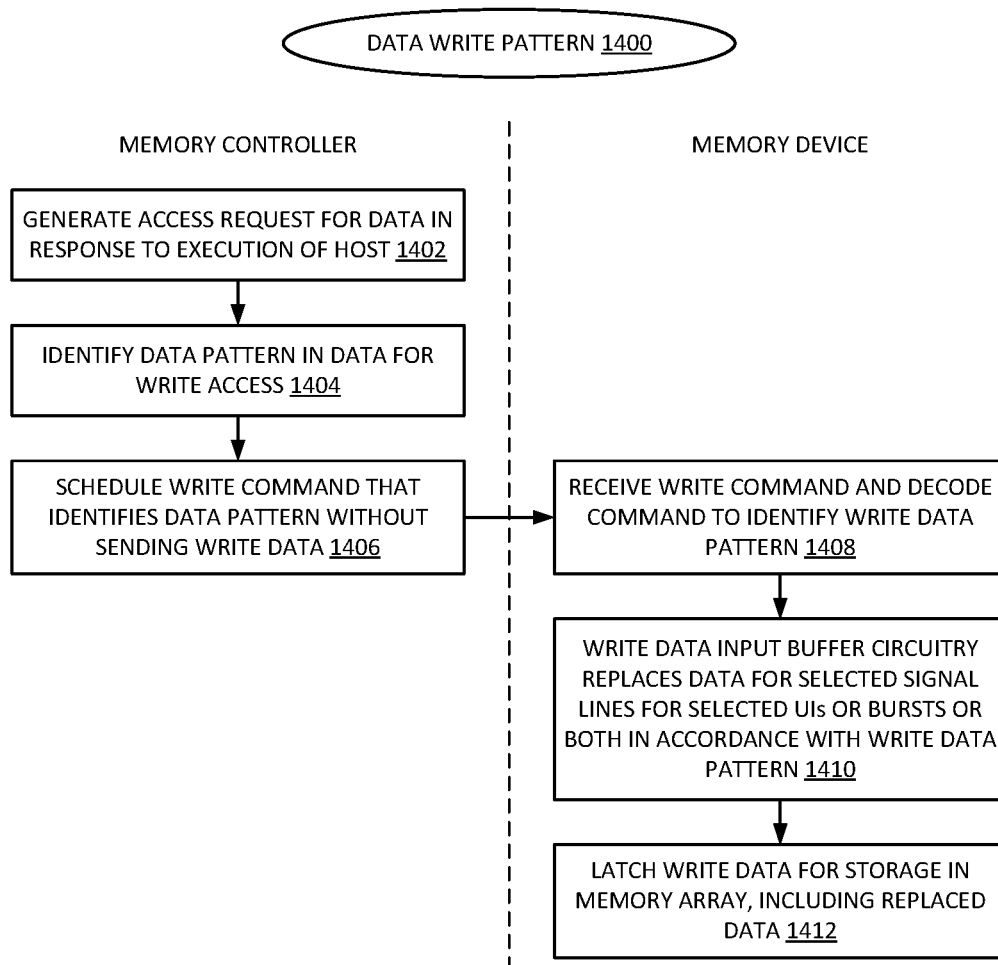 DATA WRITE PATTERN 1400
MEMORY CONTROLLER
MEMORY DEVICE
GENERATE ACCESS REQUEST FOR DATA IN
RESPONSE TO EXECUTION OF HOST 1402
IDENTIFY DATA PATTERN IN DATA FOR
WRITE ACCESS 1404
SCHEDULE WRITE COMMAND THAT
IDENTIFIES DATA PATTERN WITHOUT
SENDING WRITE DATA 1406
RECEIVE WRITE COMMAND AND DECODE
COMMAND TO IDENTIFY WRITE DATA
PATTERN 1408
WRITE DATA INPUT BUFFER CIRCUITRY
REPLACES DATA FOR SELECTED SIGNAL
LINES FOR SELECTED UIs OR BURSTS OR
BOTH IN ACCORDANCE WITH WRITE DATA
PATTERN 1410
LATCH WRITE DATA FOR STORAGE IN
MEMORY ARRAY, INCLUDING REPLACED
DATA 1412